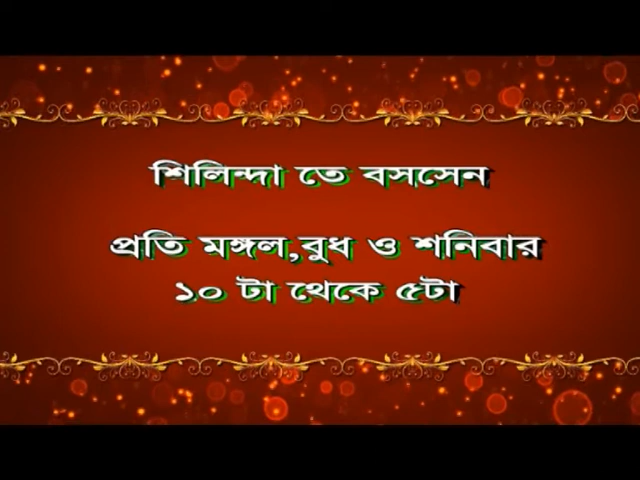 শিলিন্দা তে বসসেন
প্রতি মঙ্গল,বুধ ও শনিবার
১০ টা থেকে ৫টা